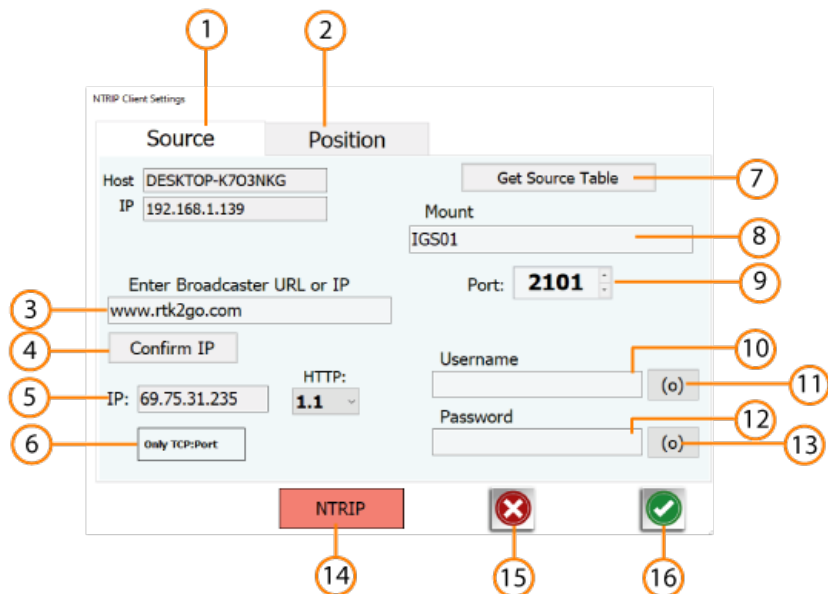 1
2
NTRIP Client Settings
Source
Position
Host DESKTOP-K7O3NKG
Get Source Table
7
IP 192.168.1.139
Mount
IGS01
8
Enter Broadcaster URL or IP
Port: 2101
9
3
www.rtk2go.com
4
Confirm IP
Username
10
HTTP:
(o)
11
5
IP: 69.75.31.235
1.1
Password
12
6
Only TCP:Port
(o)
13
NTRIP
14
15
16